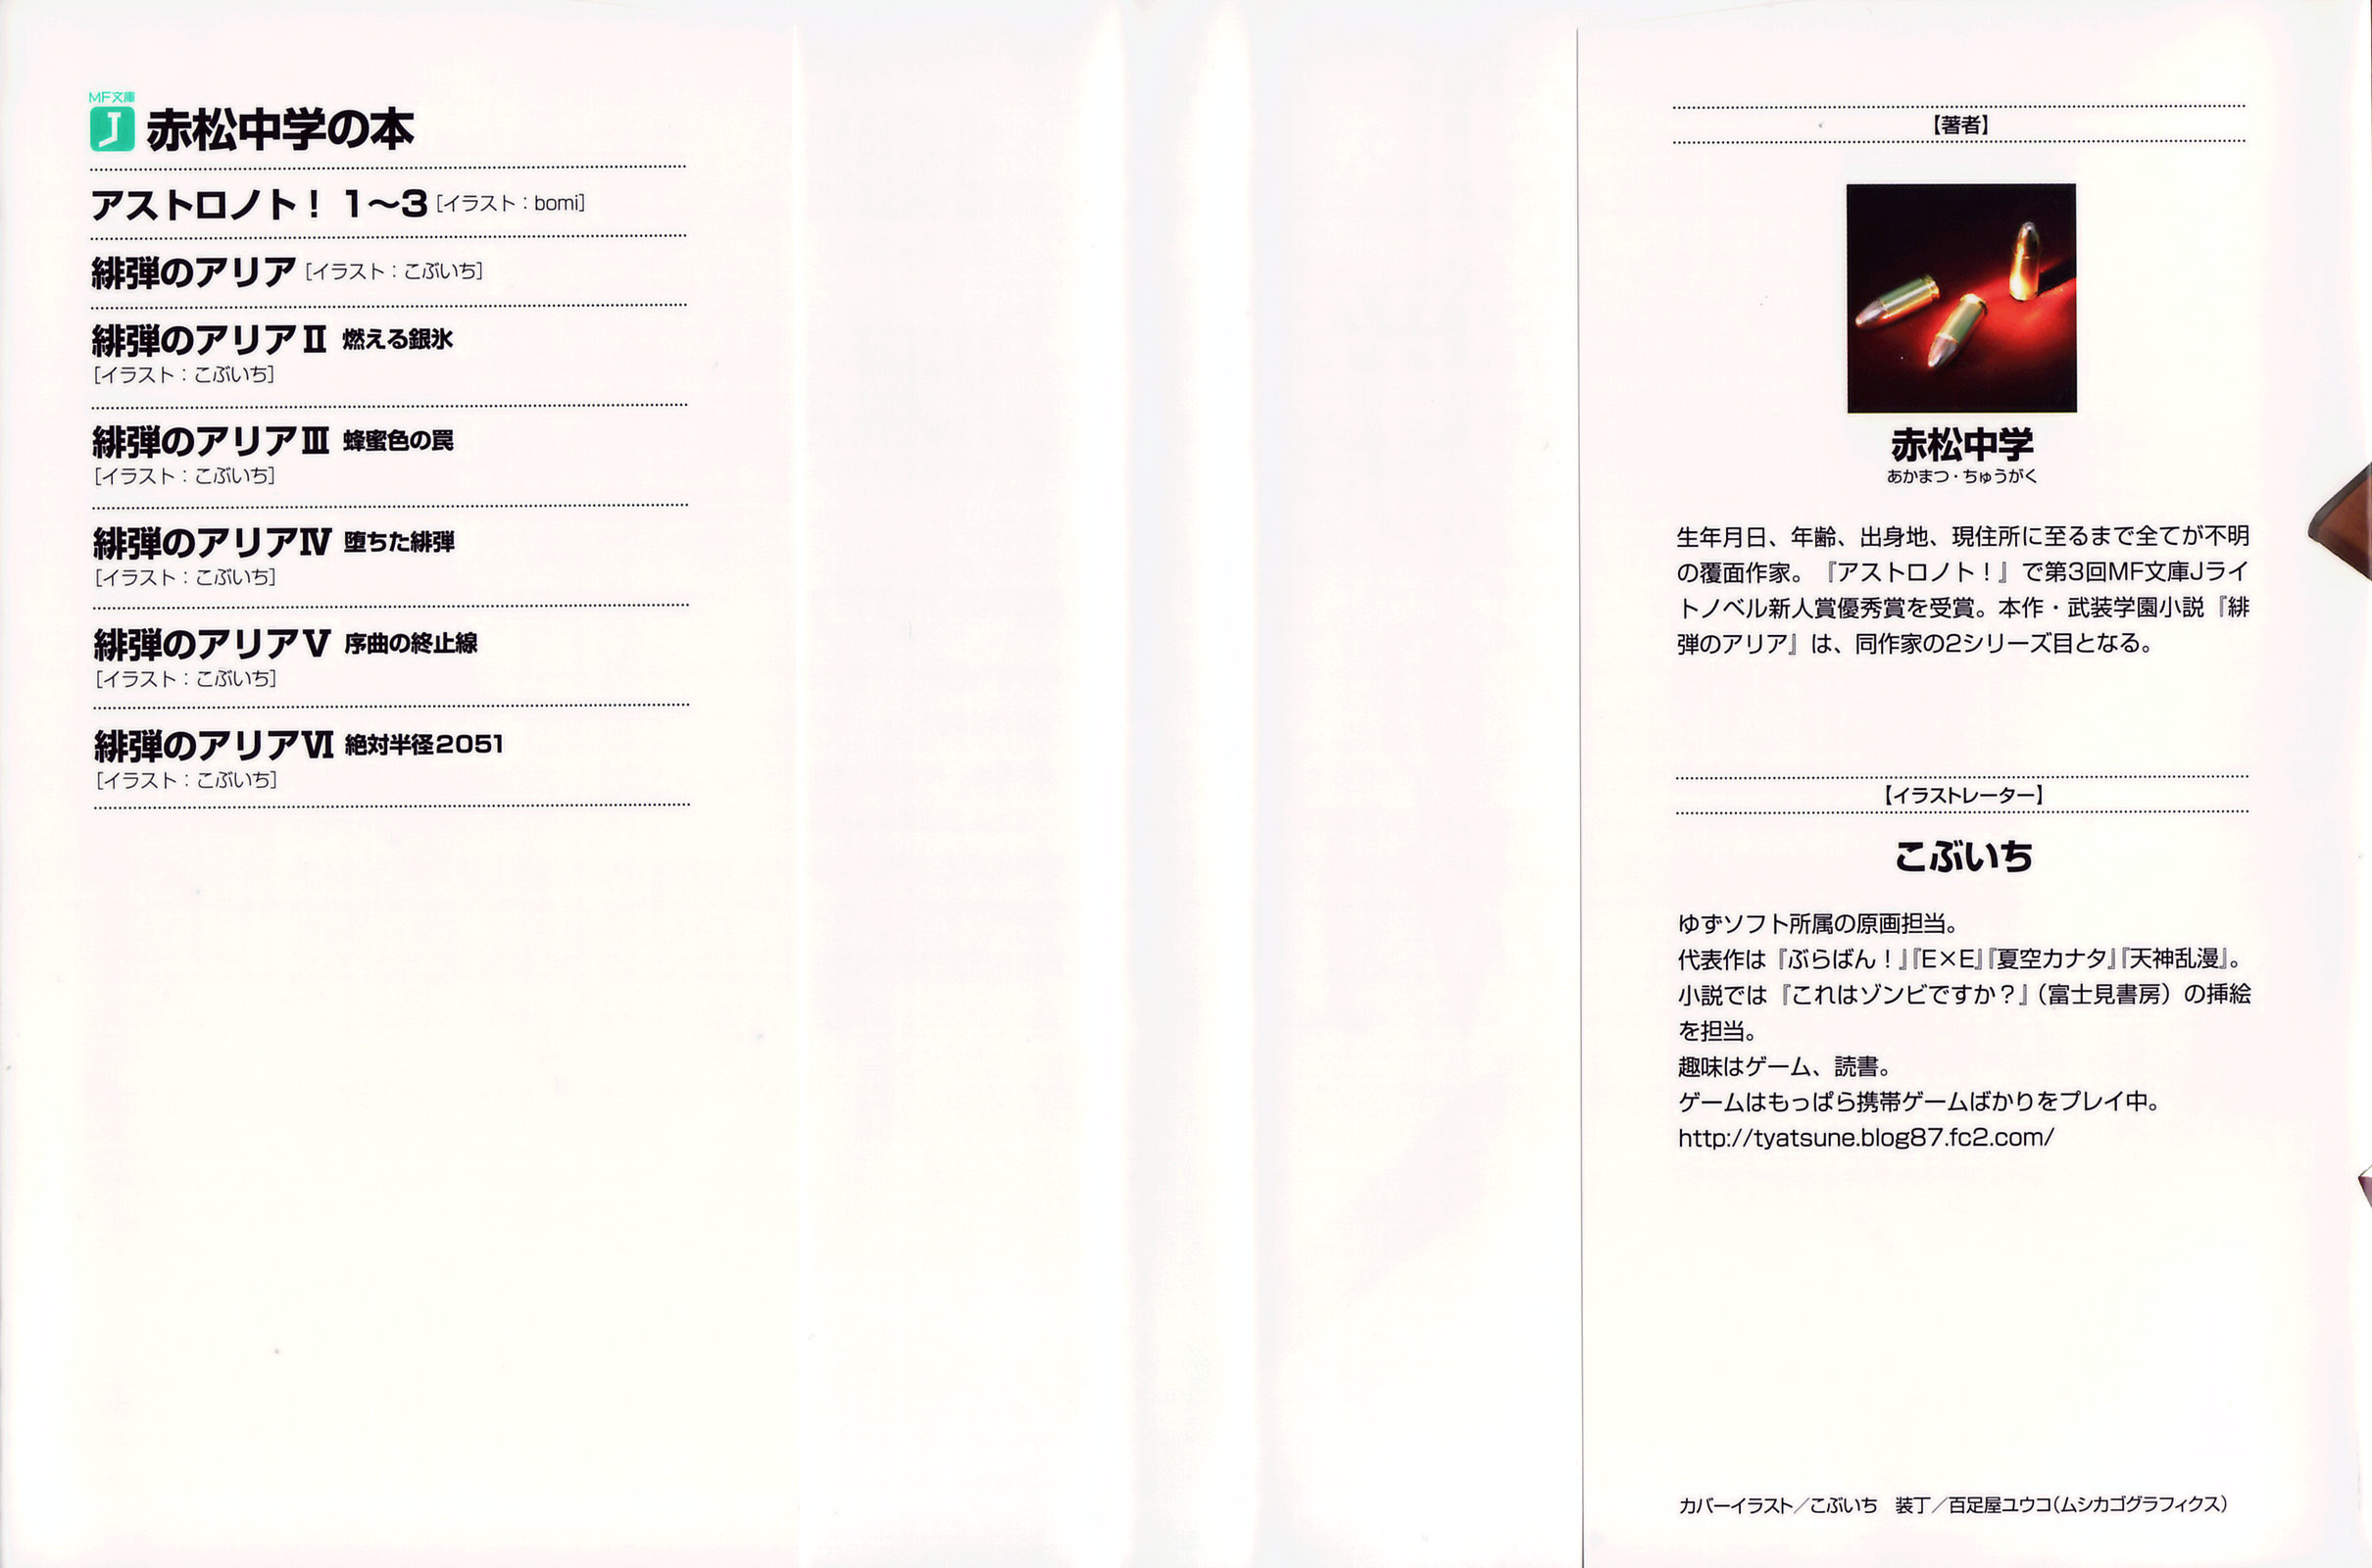 MF文庫
J 赤松中学の本
アストロノト！ 1〜3 [イラスト：bomi]
緋弾のアリア [イラスト：こぶいち]
緋弾のアリアⅡ 燃える銀氷
[イラスト：こぶいち]
緋弾のアリアⅢ 蜂蜜色の罠
[イラスト：こぶいち]
緋弾のアリアⅣ 堕ちた緋弾
[イラスト：こぶいち]
緋弾のアリアⅤ 序曲の終止線
[イラスト：こぶいち]
緋弾のアリアⅥ 絶対半径2051
[イラスト：こぶいち]
【著者】
赤松中学
あかまつ・ちゅうがく
生年月日、年齢、出身地、現住所に至るまで全てが不明
の覆面作家。『アストロノト！』で第3回MF文庫Jライ
トノベル新人賞優秀賞を受賞。本作・武装学園小説『緋
弾のアリア』は、同作家の2シリーズ目となる。
【イラストレーター】
こぶいち
ゆずソフト所属の原画担当。
代表作は『ぶらばん！』『E×E』『夏空カナタ』『天神乱漫』。
小説では『これはゾンビですか？』（富士見書房）の挿絵
を担当。
趣味はゲーム、読書。
ゲームはもっぱら携帯ゲームばかりをプレイ中。
http://tyatsune.blog87.fc2.com/
カバーイラスト／こぶいち 装丁／百足屋ユウコ（ムシカゴグラフィクス）